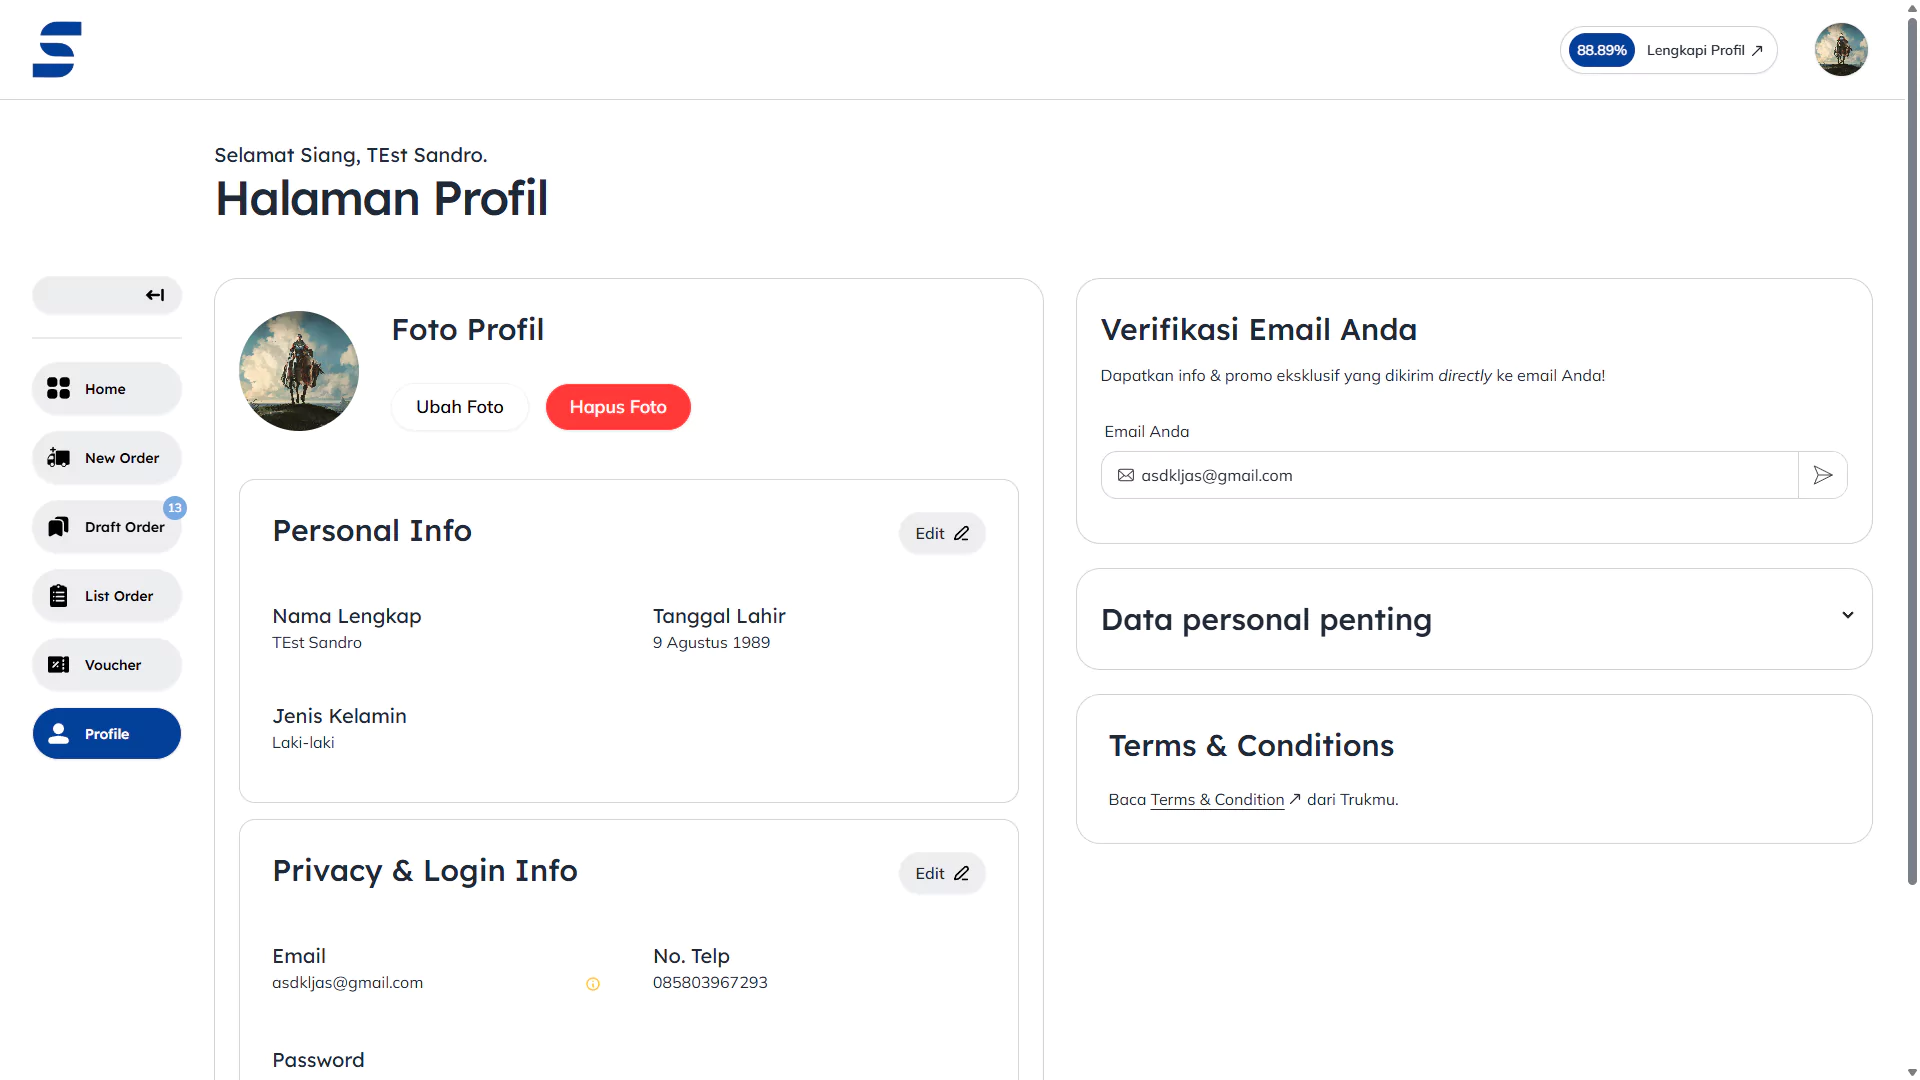 88.89% Lengkapi Profil
Selamat Siang, TEst Sandro.
Halaman Profil
Home
New Order
Draft Order
13
List Order
Voucher
Profile
Foto Profil
Ubah Foto
Hapus Foto
Personal Info
Edit
Nama Lengkap
TEst Sandro
Tanggal Lahir
9 Agustus 1989
Jenis Kelamin
Laki-laki
Privacy & Login Info
Edit
Email
asdkljas@gmail.com
No. Telp
085803967293
Password
Verifikasi Email Anda
Dapatkan info & promo eksklusif yang dikirim directly ke email Anda!
Email Anda
asdkljas@gmail.com
Data personal penting
Terms & Conditions
Baca Terms & Condition dari Trukmu.